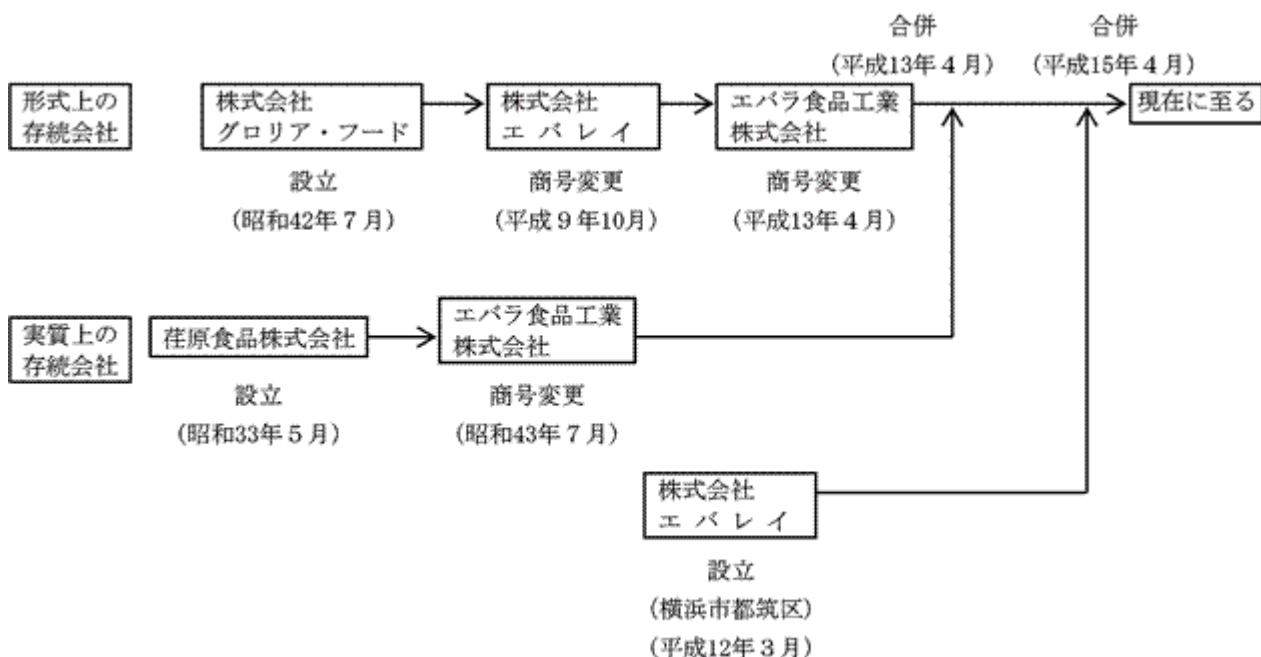 合併
(平成13年4月)
合併
(平成15年4月)
形式上の
存続会社
株式会社
グロリア・フード
株式会社
エバレイ
エバラ食品工業
株式会社
現在に至る
設立
(昭和42年7月)
商号変更
(平成9年10月)
商号変更
(平成13年4月)
実質上の
存続会社
荏原食品株式会社
エバラ食品工業
株式会社
設立
(昭和33年5月)
商号変更
(昭和43年7月)
株式会社
エバレイ
設立
(横浜市都筑区)
(平成12年3月)